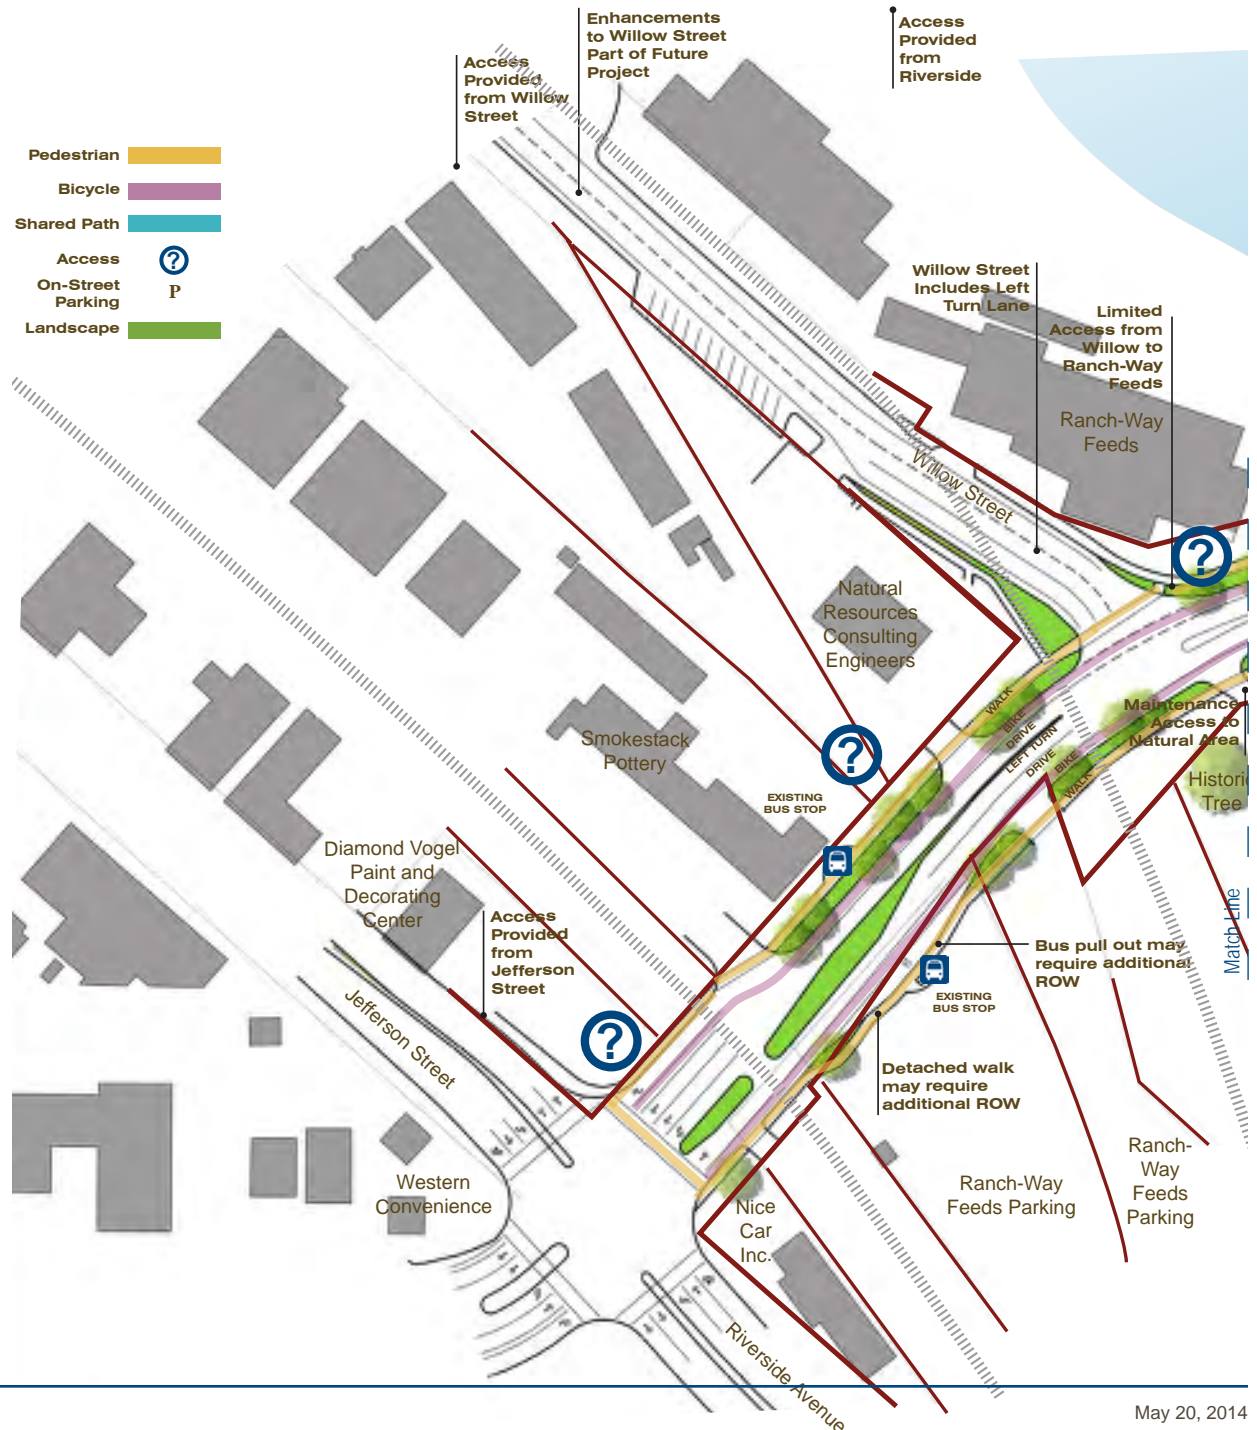 Enhancements
to Willow Street
Part of Future
Project
Access
Provided
from
Riverside
Access
Provided
from Willow
Street
Pedestrian
Bicycle
Shared Path
Access
?
On-Street
Parking
P
Landscape
Willow Street
Includes Left
Turn Lane
Limited
Access from
Willow to
Ranch-Way
Feeds
Ranch-Way
Feeds
Willow Street
?
Natural
Resources
Consulting
Engineers
WALK
BIKE
DRIVE
LEFT TURN
DRIVE
BIKE
WALK
Maintenance
Access to
Natural Area
Historic
Tree
Smokestack
Pottery
?
EXISTING
BUS STOP
Diamond Vogel
Paint and
Decorating
Center
Access
Provided
from
Jefferson
Street
Match Line
Bus pull out may
require additional
ROW
EXISTING
BUS STOP
Jefferson Street
?
Detached walk
may require
additional ROW
Western
Convenience
Nice
Car
Inc.
Ranch-Way
Feeds Parking
Ranch-
Way
Feeds
Parking
Riverside Avenue
May 20, 2014